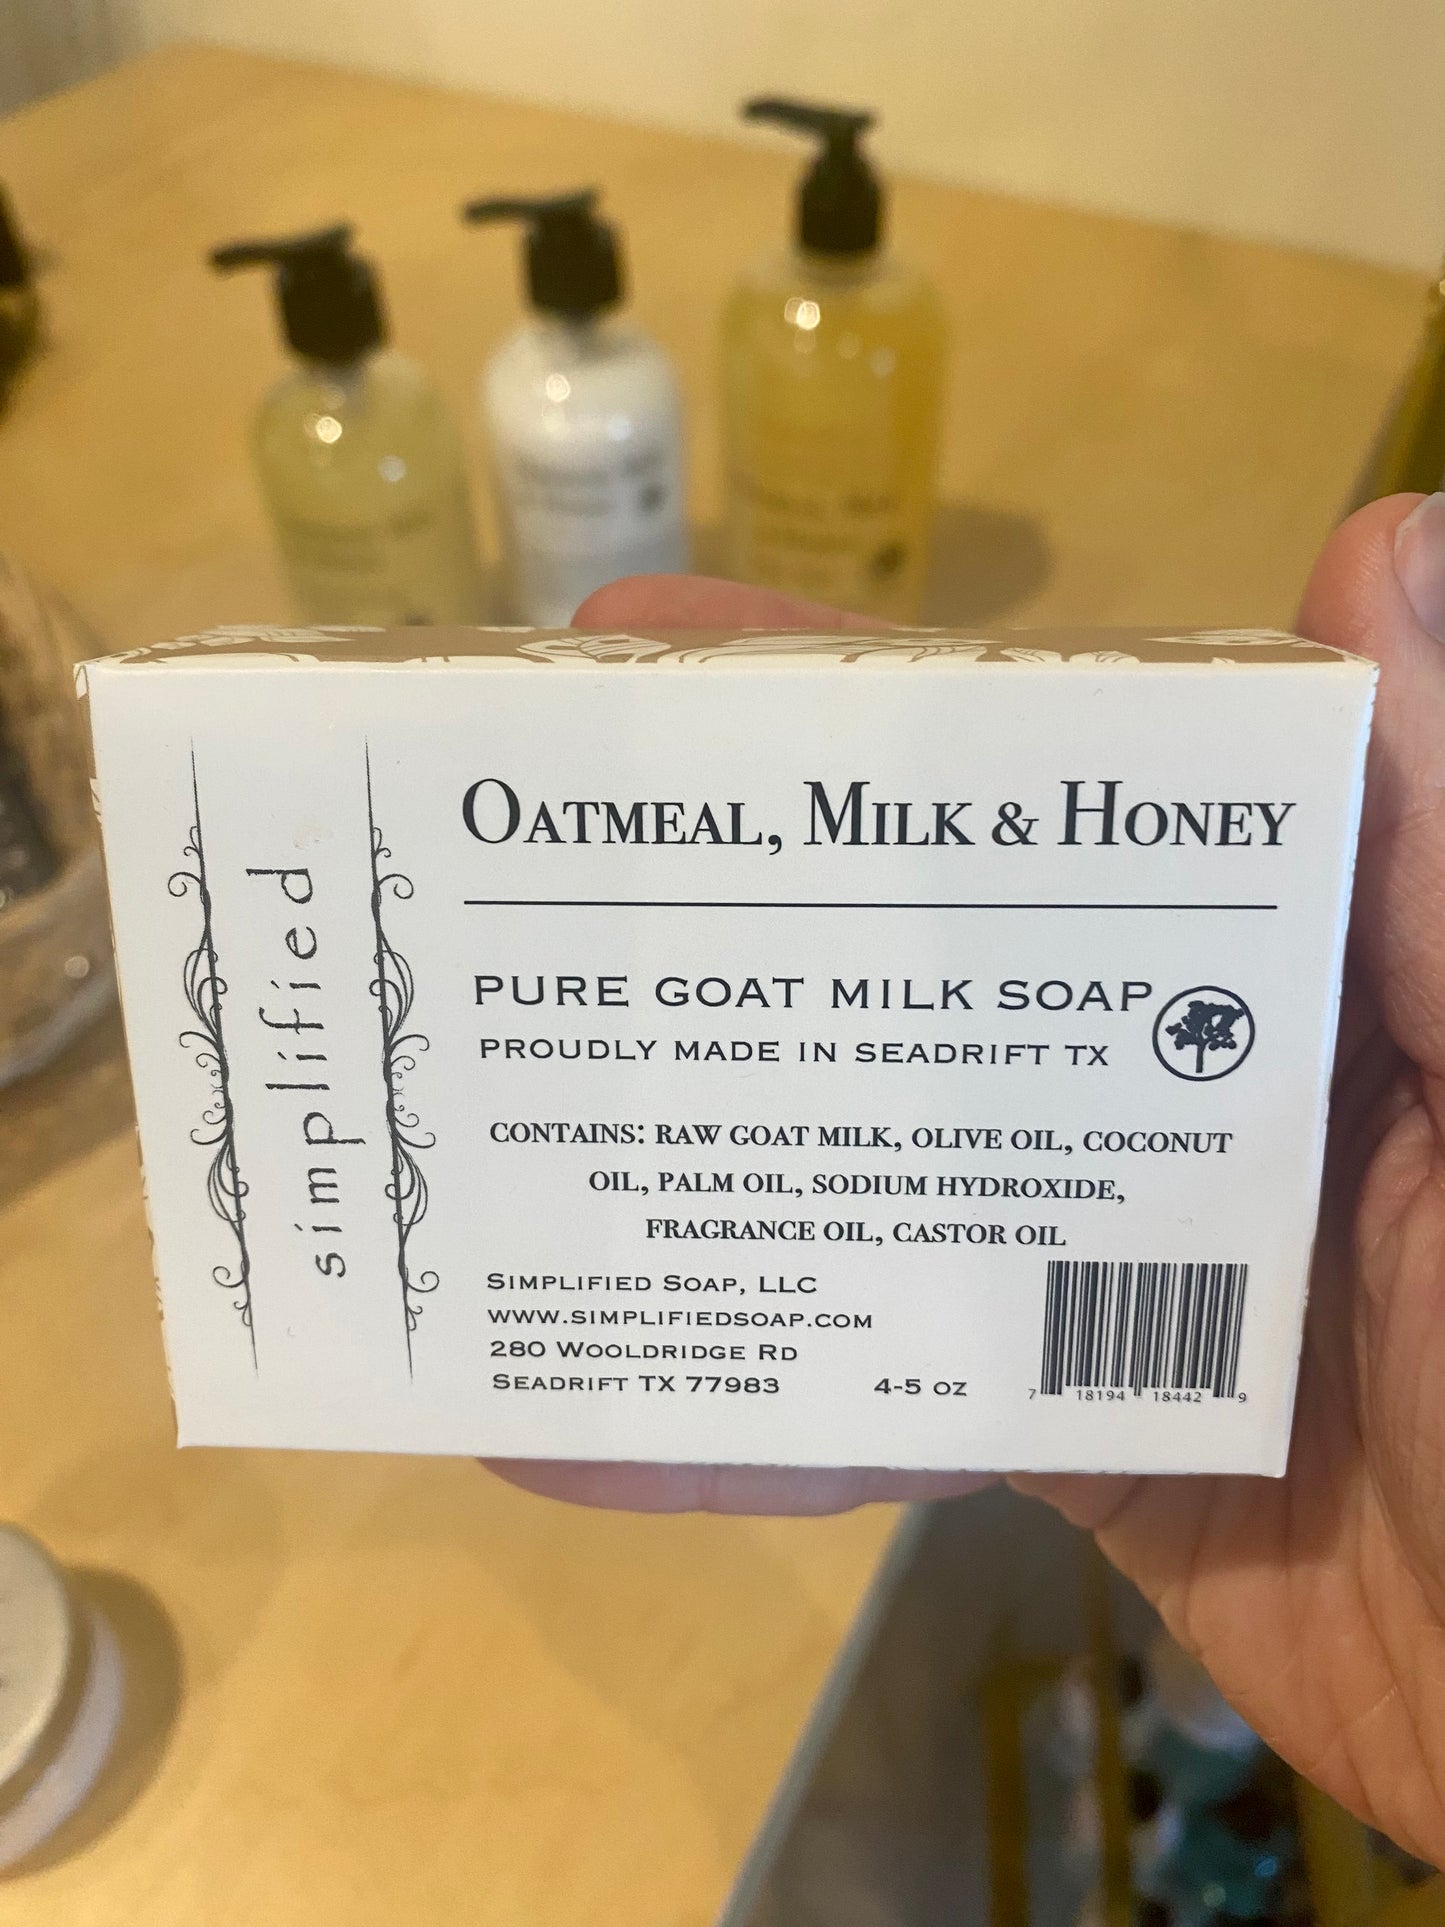 simplified
OATMEAL, MILK & HONEY
PURE GOAT MILK SOAP
PROUDLY MADE IN SEADRIFT TX
CONTAINS: RAW GOAT MILK, OLIVE OIL, COCONUT
OIL, PALM OIL, SODIUM HYDROXIDE,
FRAGRANCE OIL, CASTOR OIL
SIMPLIFIED SOAP, LLC
WWW.SIMPLIFIEDSOAP.COM
280 WOOLDRIDGE RD
SEADRIFT TX 77983 4-5 OZ
7 18194 18442 9